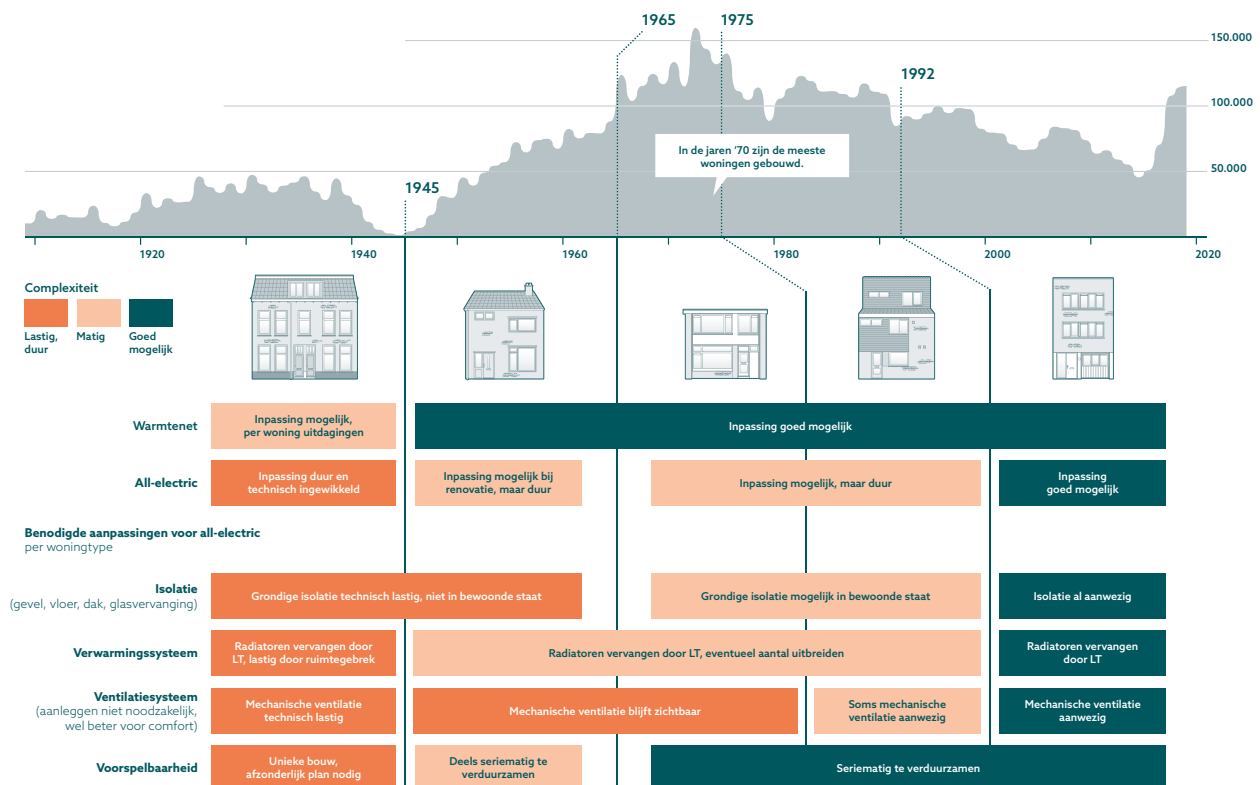 1965
1975
150.000
1992
100.000
In de jaren ‘70 zijn de meeste
woningen gebouwd.
50.000
1945
1920
1940
1960
1980
2000
2020
Complexiteit
Lastig,
duur
Matig
Goed
mogelijk
Warmtenet
Inpassing mogelijk,
per woning uitdagingen
Inpassing goed mogelijk
All-electric
Inpassing duur en
technisch ingewikkeld
Inpassing mogelijk bij
renovatie, maar duur
Inpassing mogelijk, maar duur
Inpassing
goed mogelijk
Benodigde aanpassingen voor all-electric
per woningtype
Isolatie
(gevel, vloer, dak, glasvervanging)
Grondige isolatie technisch lastig, niet in bewoonde staat
Grondige isolatie mogelijk in bewoonde staat
Isolatie al aanwezig
Verwarmingssysteem
Radiatoren vervangen door
LT, lastig door ruimtegebrek
Radiatoren vervangen door LT, eventueel aantal uitbreiden
Radiatoren vervangen
door LT
Ventilatiesysteem
(aanleggen niet noodzakelijk,
wel beter voor comfort)
Mechanische ventilatie
technisch lastig
Mechanische ventilatie blijft zichtbaar
Soms mechanische
ventilatie aanwezig
Mechanische ventilatie
aanwezig
Voorspelbaarheid
Unieke bouw,
afzonderlijk plan nodig
Deels seriematig te
verduurzamen
Seriematig te verduurzamen